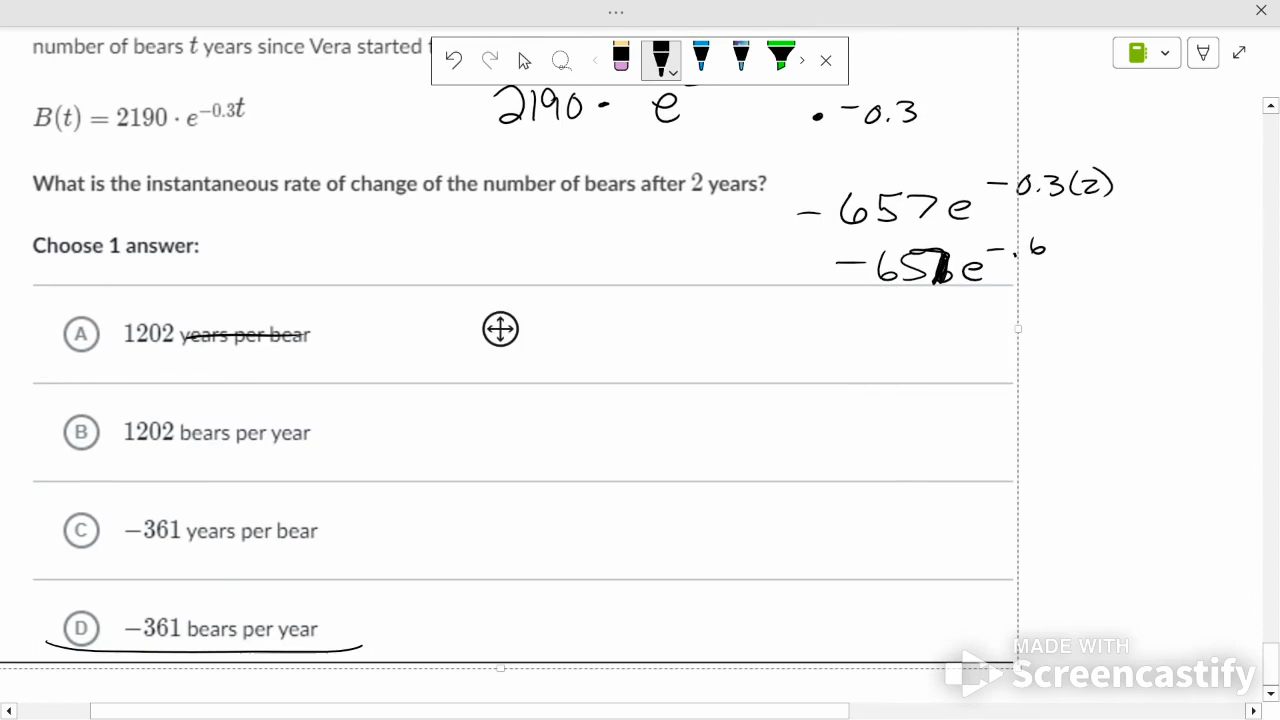 number of bears t years since Vera started
2190 · e
B(t) = 2190 · e^{-0.3t}
· -0.3
What is the instantaneous rate of change of the number of bears after 2 years?
-657e^{-0.3(2)}
Choose 1 answer:
-657e^{-.6}
A 1202 years per bear
B 1202 bears per year
C -361 years per bear
D -361 bears per year
MADE WITH
Screencastify